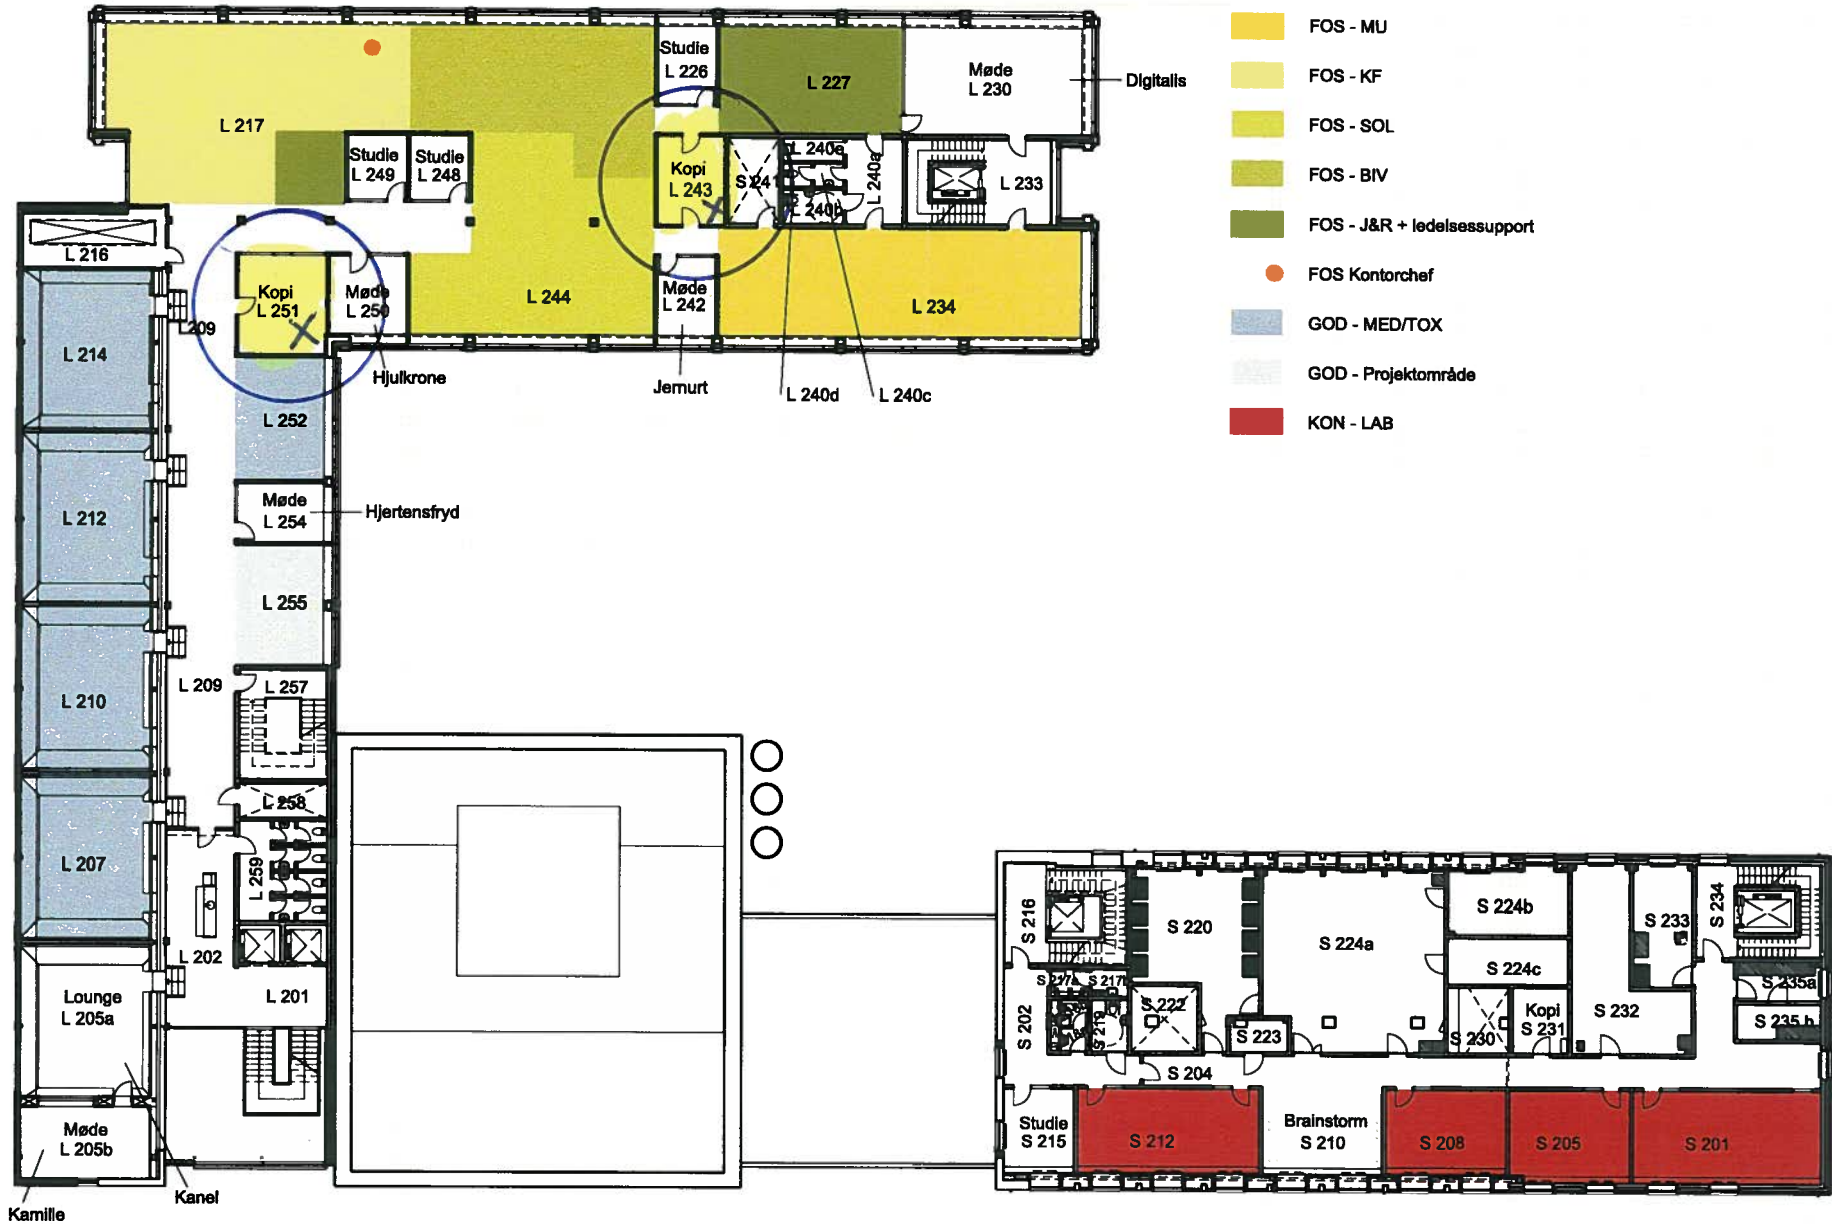 FOS - MU
FOS - KF
FOS - SOL
FOS - BIV
FOS - J&R + ledelsessupport
FOS Kontorchef
GOD - MED/TOX
GOD - Projektområde
KON - LAB
Studie
L 226
L 227
Møde
L 230
Digitalis
L 217
Studie
L 249
Studie
L 248
Kopi
L 243
S 241
L 240e
L 240b
L 240a
L 233
L 216
Kopi
L 251
Møde
L 250
L 244
Møde
L 242
L 234
L 209
L 214
Hjulkrone
Jernurt
L 240d
L 240c
L 252
L 212
Møde
L 254
Hjertensfryd
L 255
L 210
L 209
L 257
L 258
L 207
L 259
L 202
L 201
Lounge
L 205a
Møde
L 205b
Kanel
Kamille
S 216
S 220
S 224a
S 224b
S 224c
S 233
S 234
S 217a
S 217b
S 222
S 219
S 202
S 223
S 230
Kopi
S 231
S 232
S 235a
S 235 b
S 204
Studie
S 215
S 212
Brainstorm
S 210
S 208
S 205
S 201